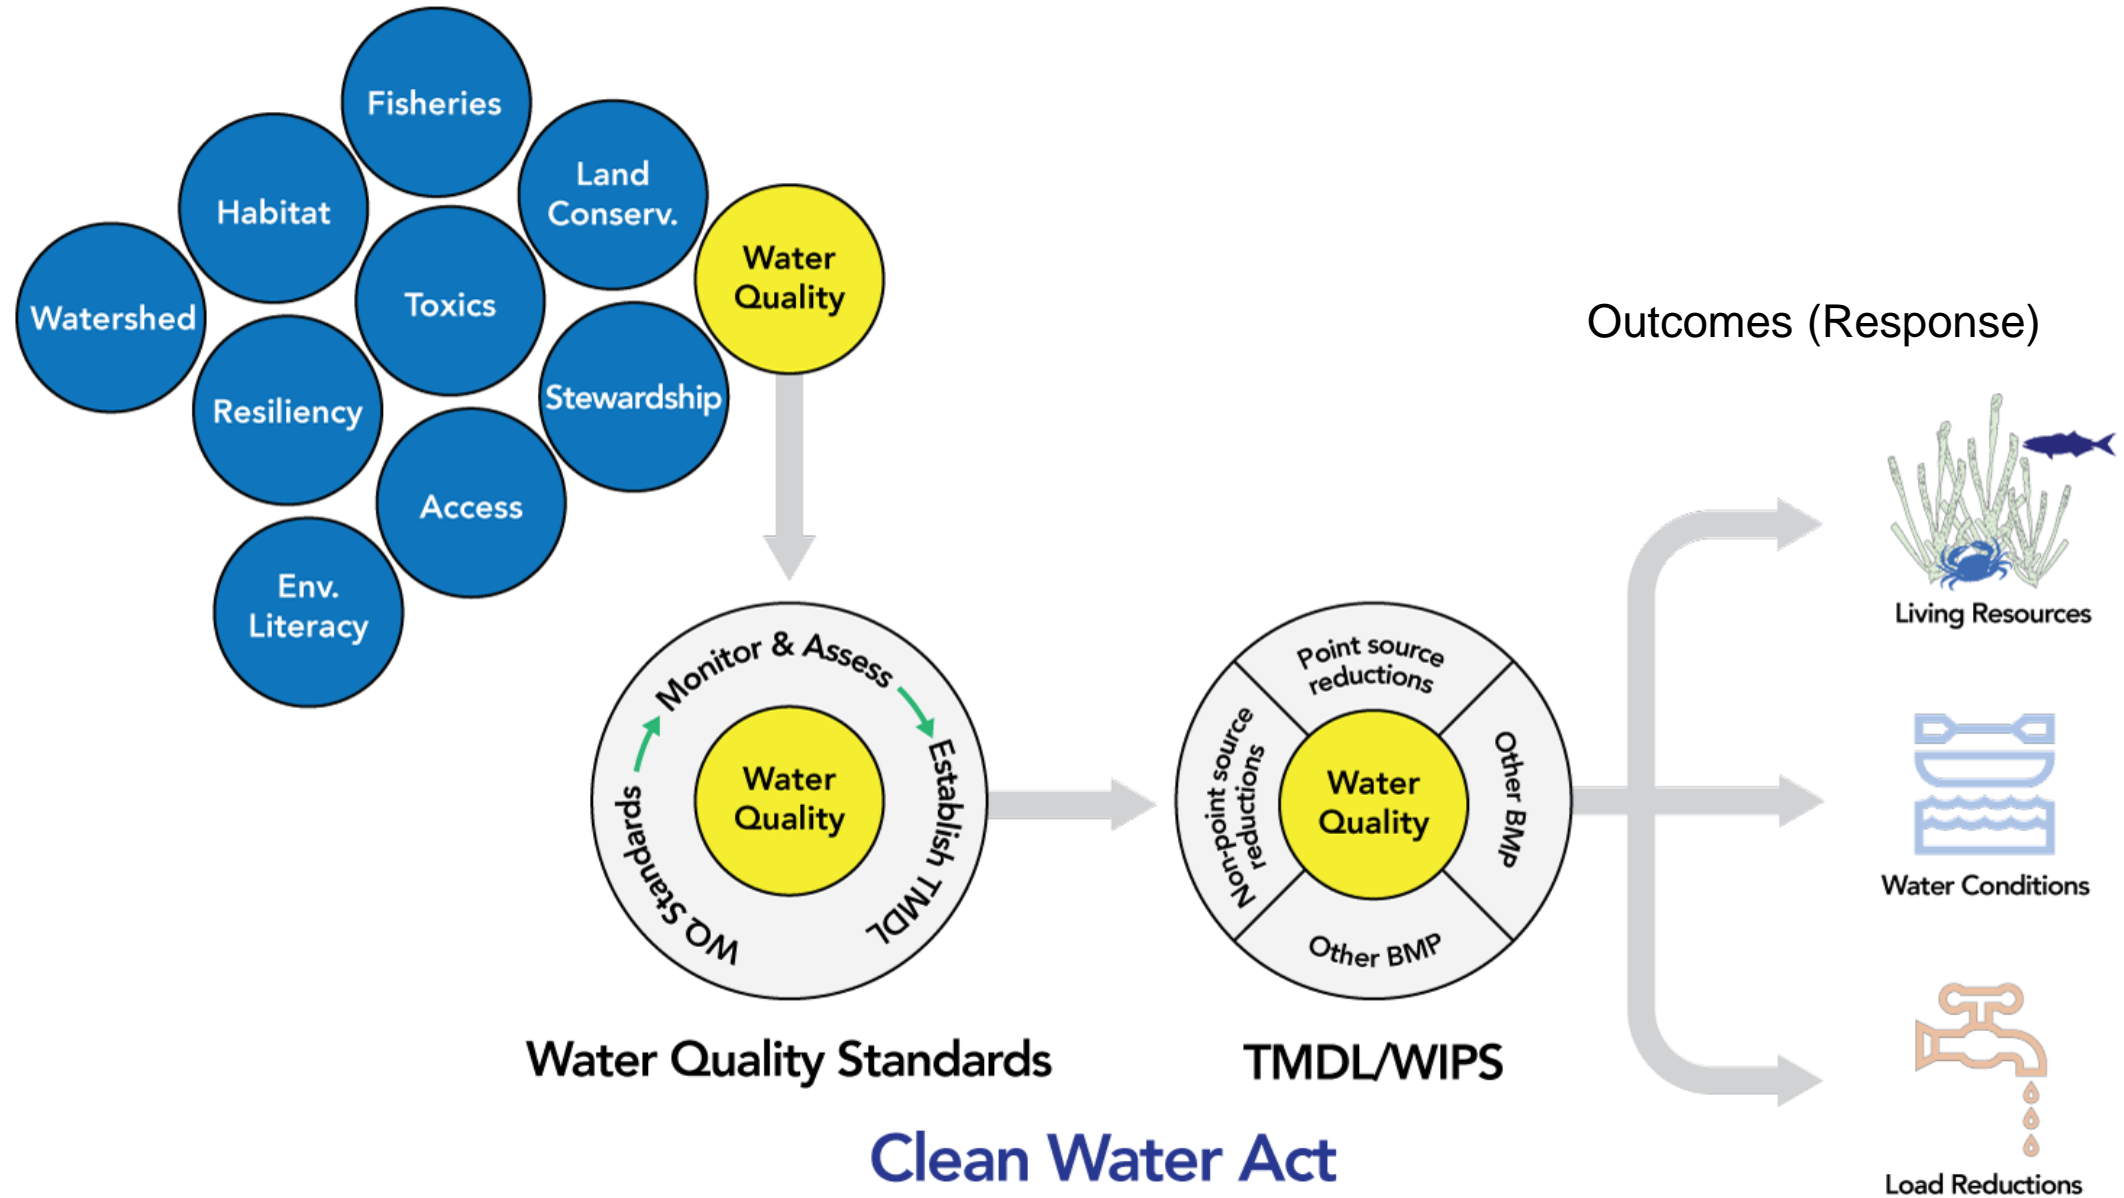 Fisheries
Land
Conserv.
Habitat
Water
Quality
Toxics
Watershed
Stewardship
Resiliency
Access
Env.
Literacy
Outcomes (Response)
Living Resources
Monitor & Assess
Establish TMDL
WQ Standards
Water
Quality
Point source
reductions
Other BMP
Other BMP
Non-point source
reductions
Water
Quality
Water Conditions
Water Quality Standards
TMDL/WIPS
Load Reductions
Clean Water Act